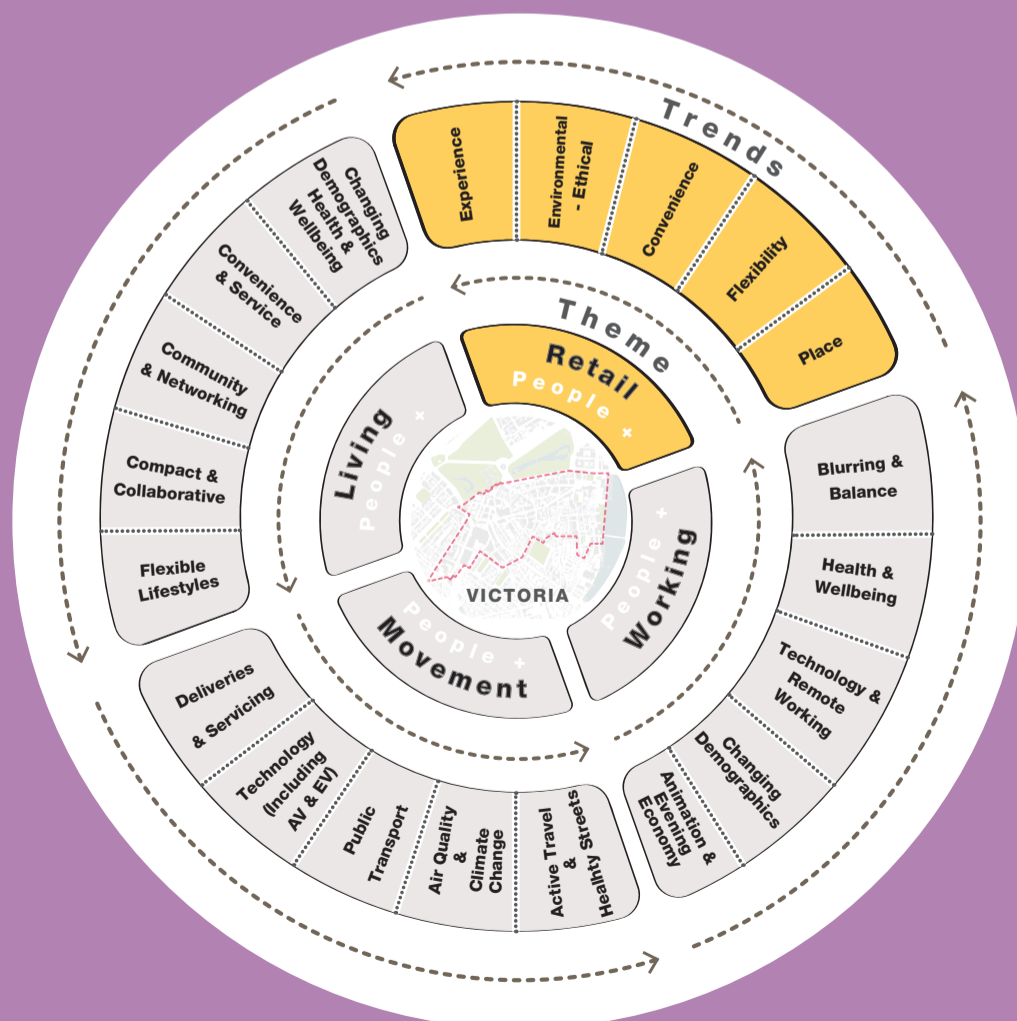 Trends
Experience
Environmental
- Ethical
Convenience
Flexibility
Place
Theme
Retail
People +
Working
People +
Movement
People +
Living
People +
VICTORIA
Blurring &
Balance
Health &
Wellbeing
Technology &
Remote
Working
Changing
Demographics
Animation &
Evening
Economy
Active Travel
&
Healhty Streets
Air Quality
&
Climate
Change
Public
Transport
Technology
(Including
AV & EV)
Deliveries
& Servicing
Flexible
Lifestyles
Compact &
Collaborative
Community
& Networking
Convenience
& Service
Changing
Demographics
Health &
Wellbeing